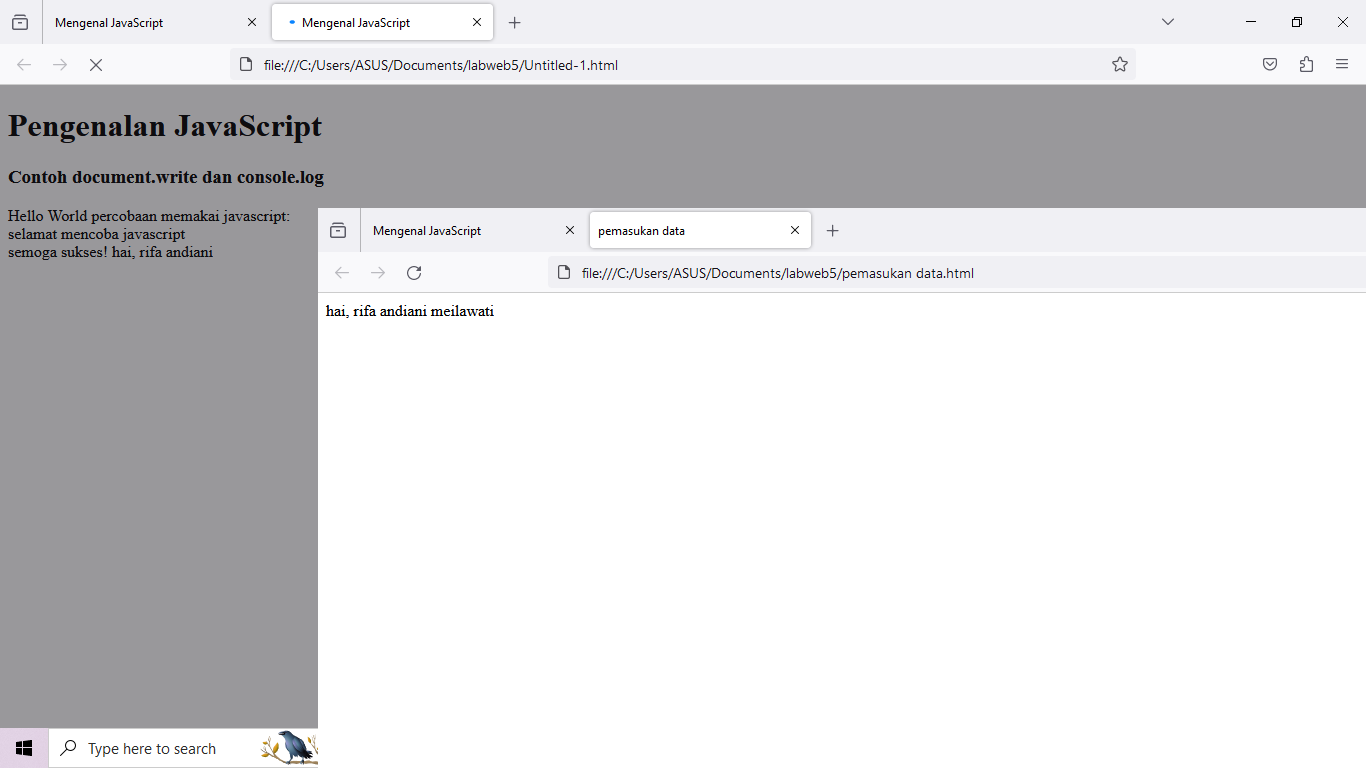 Mengenal JavaScript
Mengenal JavaScript
file:///C:/Users/ASUS/Documents/labweb5/Untitled-1.html
Pengenalan JavaScript
Contoh document.write dan console.log
Hello World percobaan memakai javascript:
selamat mencoba javascript
semoga sukses! hai, rifa andiani
Mengenal JavaScript
pemasukan data
file:///C:/Users/ASUS/Documents/labweb5/pemasukan data.html
hai, rifa andiani meilawati
Type here to search